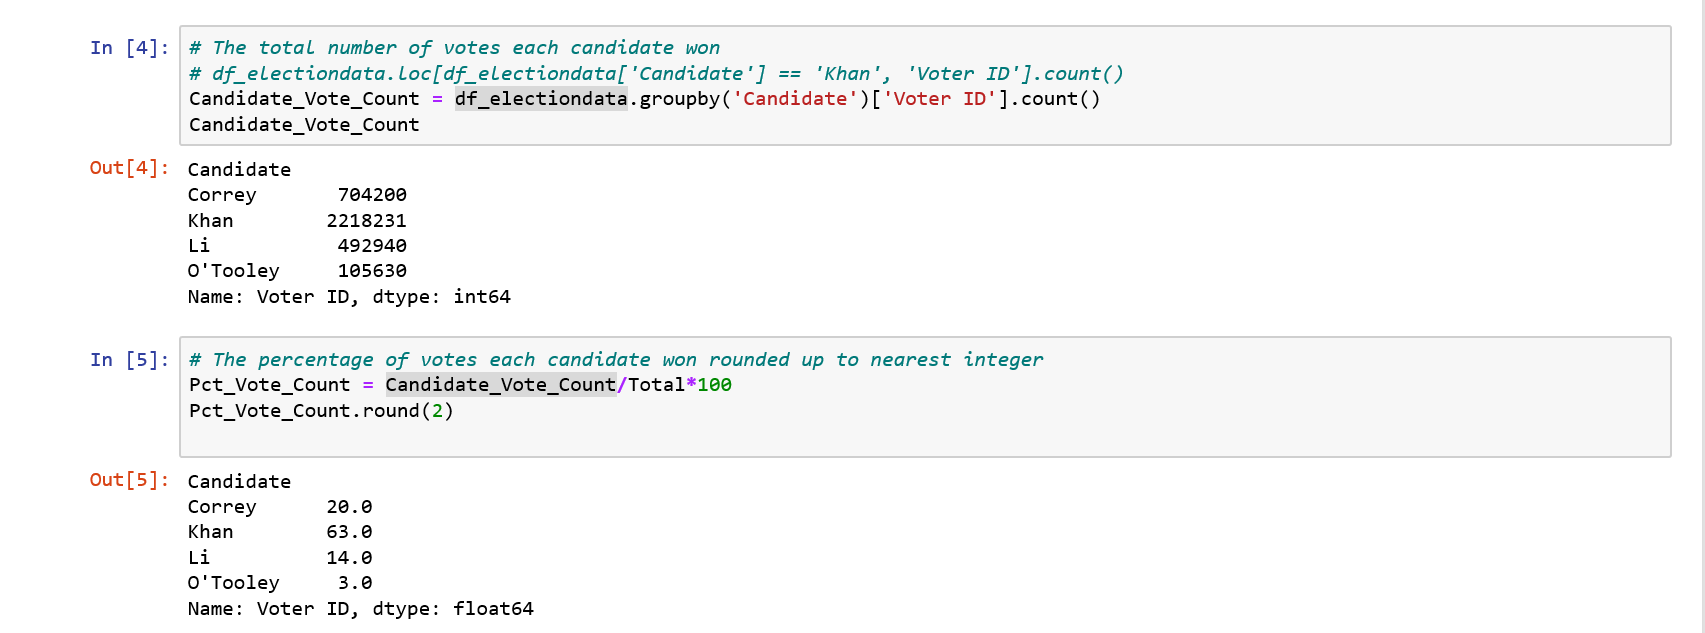 In [4]: # The total number of votes each candidate won
# df_electiondata.loc[df_electiondata['Candidate'] == 'Khan', 'Voter ID'].count()
Candidate_Vote_Count = df_electiondata.groupby('Candidate')['Voter ID'].count()
Candidate_Vote_Count
Out[4]: Candidate
Correy       704200
Khan        2218231
Li           492940
O'Tooley     105630
Name: Voter ID, dtype: int64
In [5]: # The percentage of votes each candidate won rounded up to nearest integer
Pct_Vote_Count = Candidate_Vote_Count/Total*100
Pct_Vote_Count.round(2)
Out[5]: Candidate
Correy      20.0
Khan        63.0
Li          14.0
O'Tooley     3.0
Name: Voter ID, dtype: float64